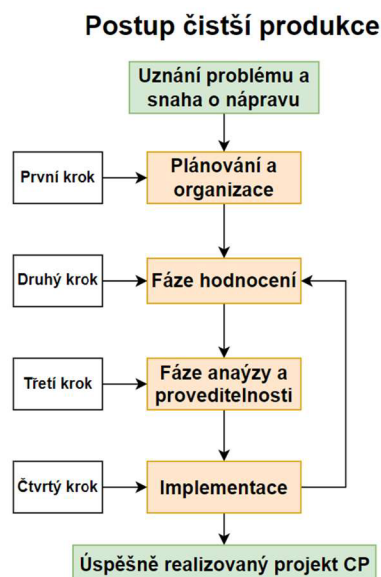 Postup čistší produkce
Uznání problému a
snaha o nápravu
První krok
Plánování a
organizace
Druhý krok
Fáze hodnocení
Třetí krok
Fáze anaýzy a
proveditelnosti
Čtvrtý krok
Implementace
Úspěšně realizovaný projekt CP